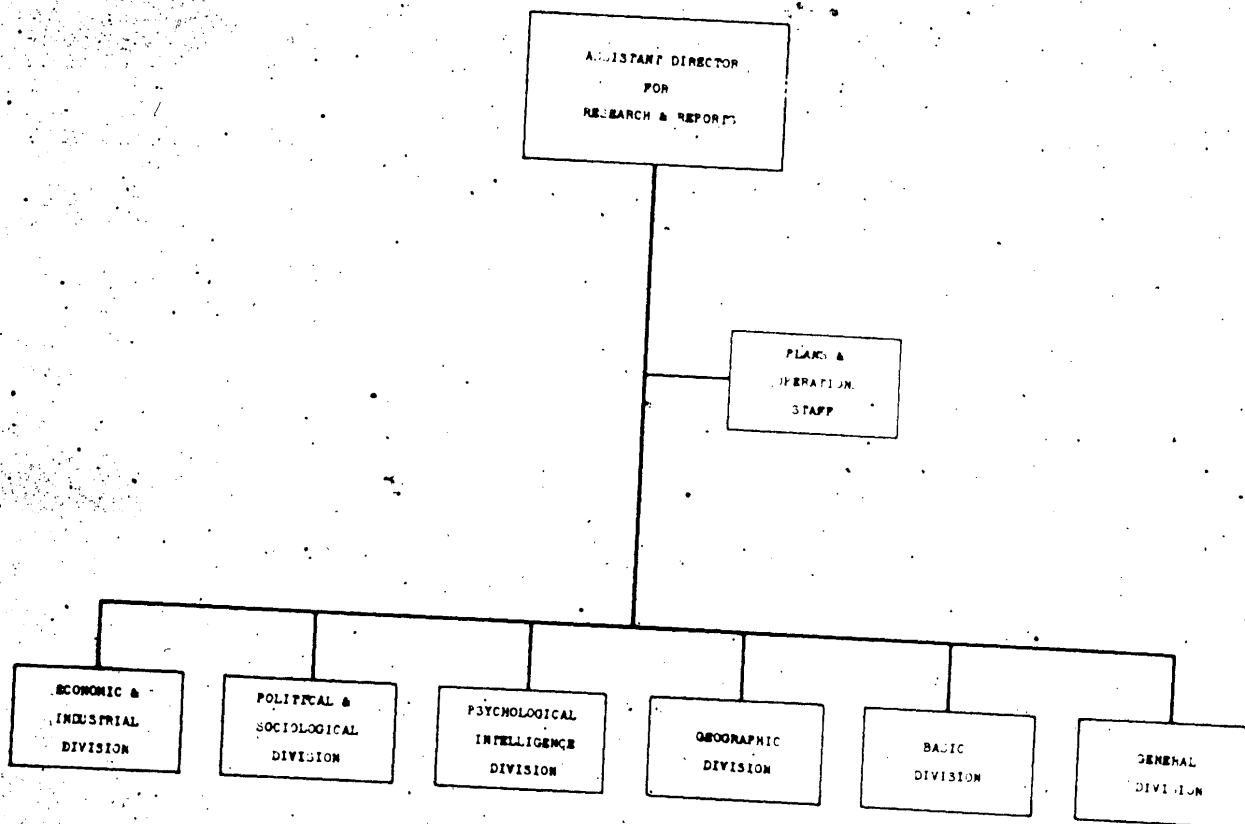 ASSISTANT DIRECTOR
FOR
RESEARCH & REPORTS
PLANS &
OPERATION
STAFF
ECONOMIC &
INDUSTRIAL
DIVISION
POLITICAL &
SOCIOLOGICAL
DIVISION
PSYCHOLOGICAL
INTELLIGENCE
DIVISION
GEOGRAPHIC
DIVISION
BASIC
DIVISION
GENERAL
DIVISION